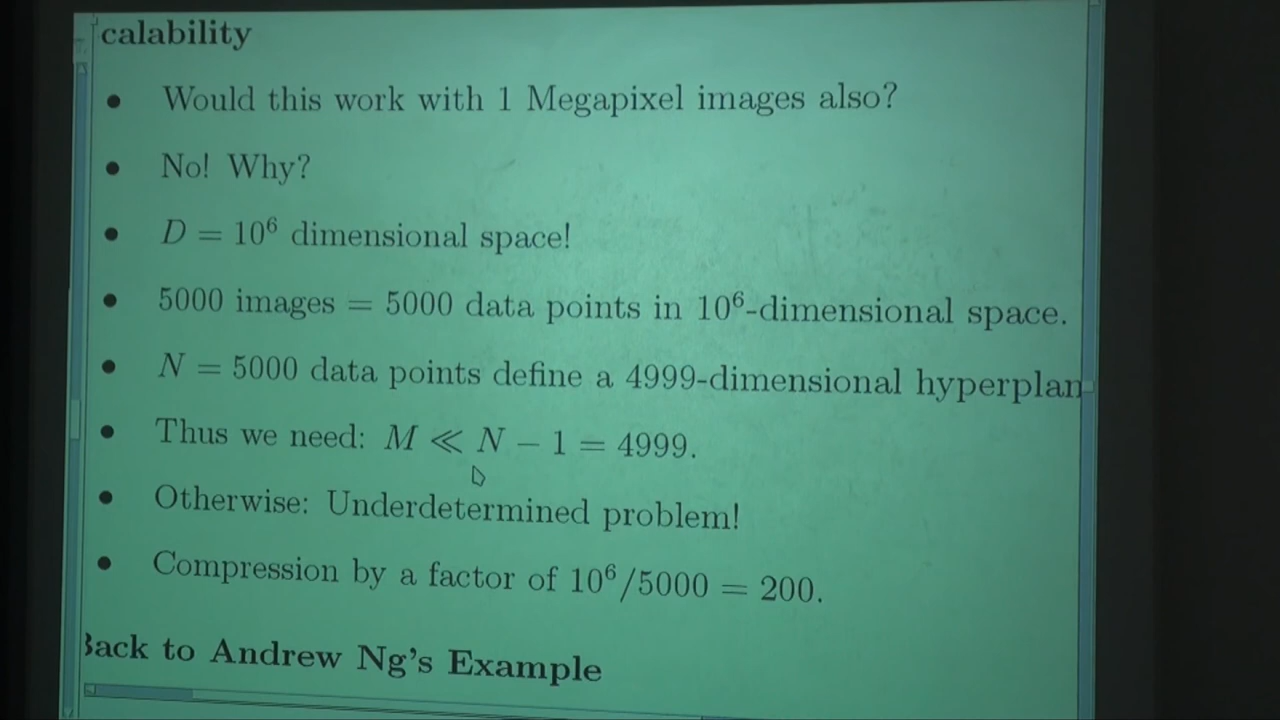 calability
• Would this work with 1 Megapixel images also?
• No! Why?
• D = 10⁶ dimensional space!
• 5000 images = 5000 data points in 10⁶-dimensional space.
• N = 5000 data points define a 4999-dimensional hyperplan
• Thus we need: M ≪ N − 1 = 4999.
• Otherwise: Underdetermined problem!
• Compression by a factor of 10⁶/5000 = 200.
Back to Andrew Ng's Example